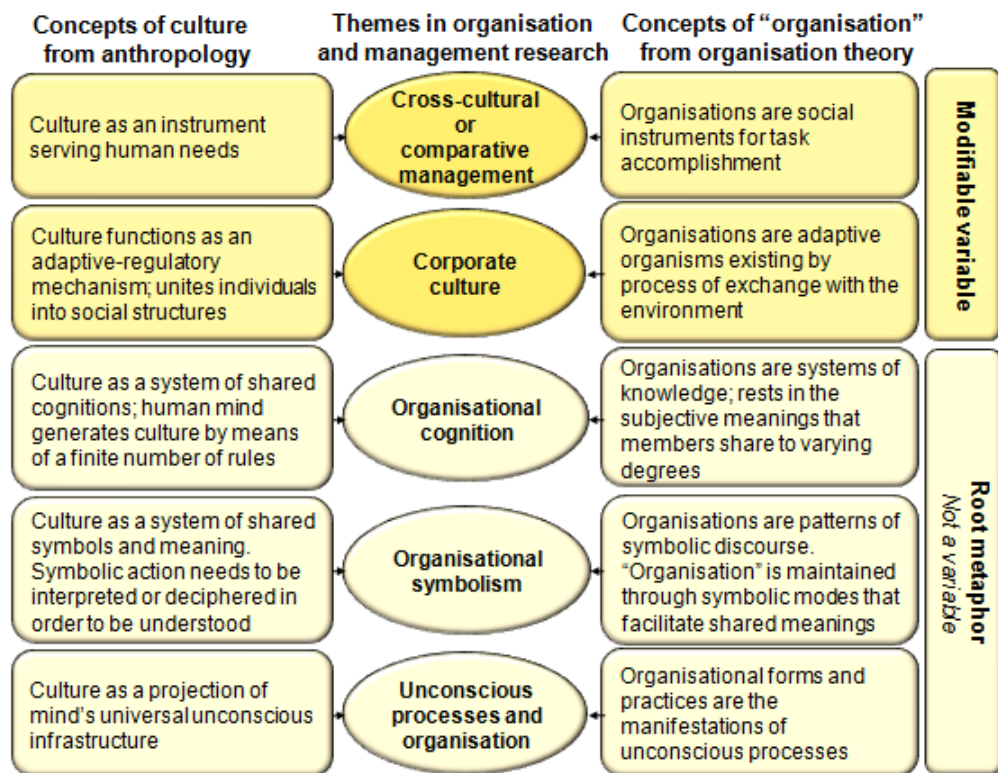 Concepts of culture
from anthropology
Themes in organisation
and management research
Concepts of “organisation”
from organisation theory
Culture as an instrument
serving human needs
Cross-cultural
or
comparative
management
Organisations are social
instruments for task
accomplishment
Modifiable variable
Culture functions as an
adaptive-regulatory
mechanism; unites individuals
into social structures
Corporate
culture
Organisations are adaptive
organisms existing by
process of exchange with the
environment
Culture as a system of shared
cognitions; human mind
generates culture by means
of a finite number of rules
Organisational
cognition
Organisations are systems of
knowledge; rests in the
subjective meanings that
members share to varying
degrees
Root metaphor
Not a variable
Culture as a system of shared
symbols and meaning.
Symbolic action needs to be
interpreted or deciphered in
order to be understood
Organisational
symbolism
Organisations are patterns of
symbolic discourse.
“Organisation” is maintained
through symbolic modes that
facilitate shared meanings
Culture as a projection of
mind’s universal unconscious
infrastructure
Unconscious
processes and
organisation
Organisational forms and
practices are the
manifestations of
unconscious processes